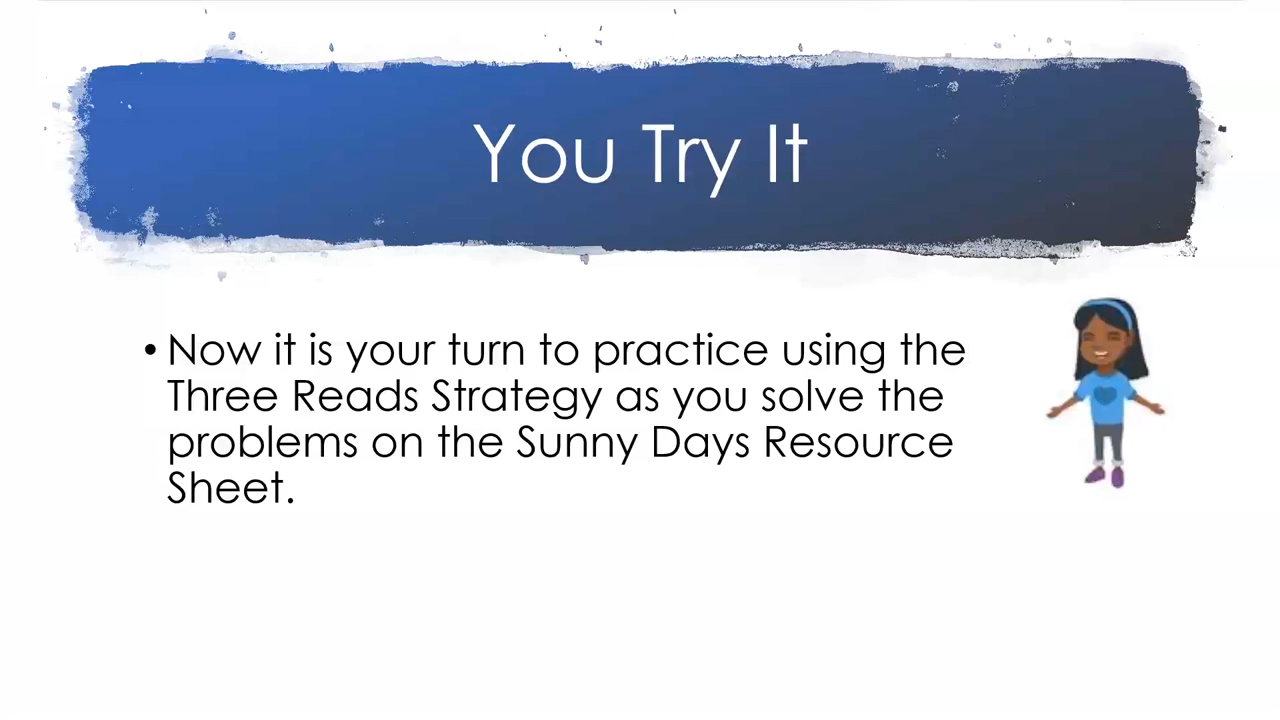 You Try It
• Now it is your turn to practice using the
Three Reads Strategy as you solve the
problems on the Sunny Days Resource
Sheet.